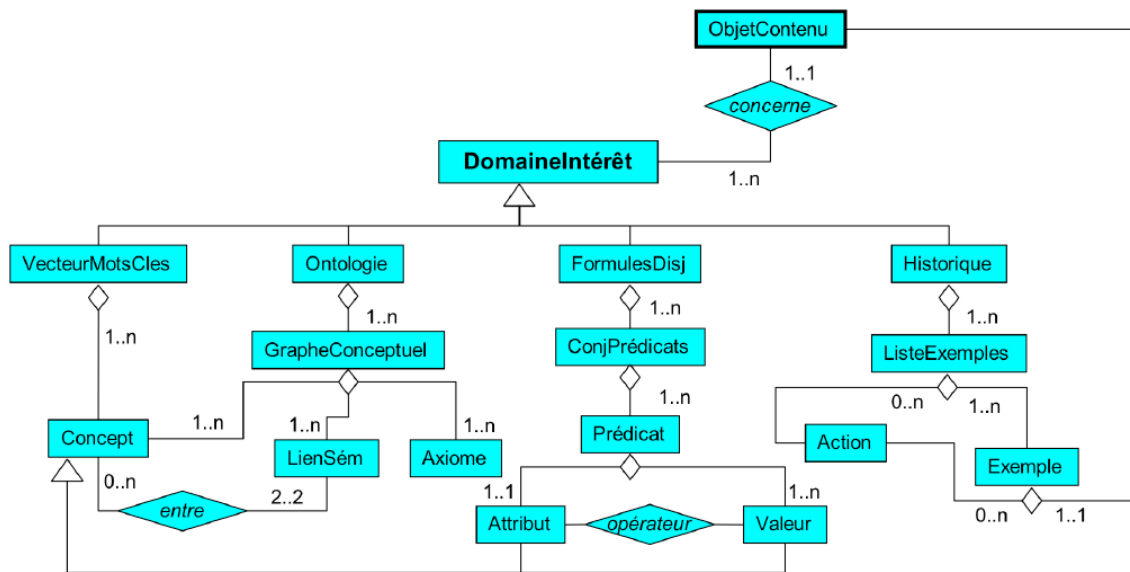 ObjetContenu
1..1
concerne
DomaineIntérêt
1..n
VecteurMotsCles
Ontologie
FormulesDisj
Historique
1..n
1..n
1..n
1..n
GrapheConceptuel
ConjPrédicats
ListeExemples
1..n
1..n
1..n
1..n
0..n
1..n
Concept
LienSém
Axiome
Prédicat
Action
Exemple
0..n
2..2
1..1
1..n
0..n
1..1
entre
Attribut
opérateur
Valeur